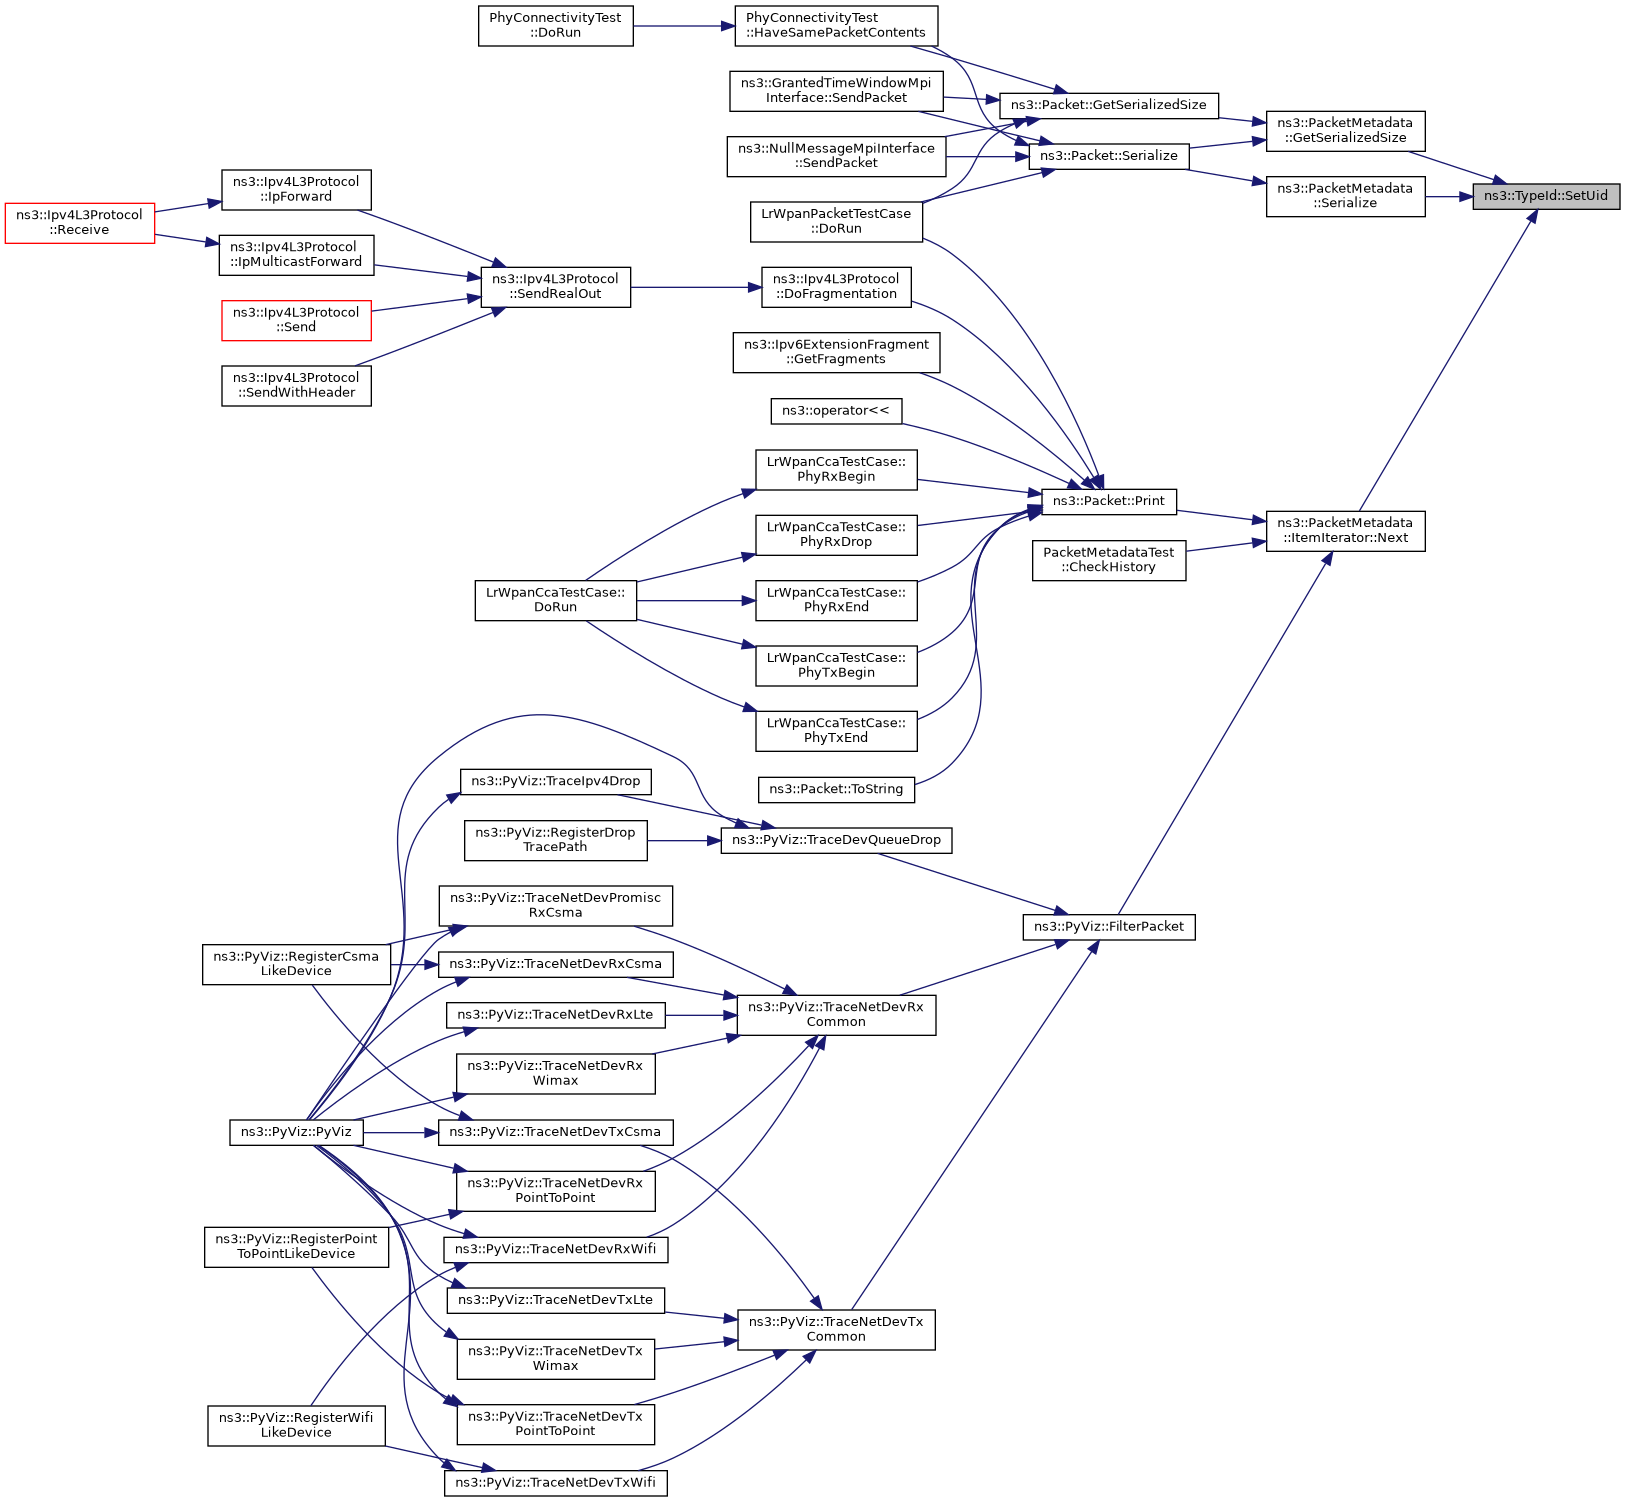 PhyConnectivityTest
::DoRun
PhyConnectivityTest
::HaveSamePacketContents
ns3::GrantedTimeWindowMpi
Interface::SendPacket
ns3::Packet::GetSerializedSize
ns3::PacketMetadata
::GetSerializedSize
ns3::NullMessageMpiInterface
::SendPacket
ns3::Packet::Serialize
ns3::PacketMetadata
::Serialize
ns3::TypeId::SetUid
ns3::Ipv4L3Protocol
::IpForward
ns3::Ipv4L3Protocol
::Receive
LrWpanPacketTestCase
::DoRun
ns3::Ipv4L3Protocol
::IpMulticastForward
ns3::Ipv4L3Protocol
::SendRealOut
ns3::Ipv4L3Protocol
::DoFragmentation
ns3::Ipv4L3Protocol
::Send
ns3::Ipv6ExtensionFragment
::GetFragments
ns3::Ipv4L3Protocol
::SendWithHeader
ns3::operator<<
LrWpanCcaTestCase::
PhyRxBegin
ns3::Packet::Print
LrWpanCcaTestCase::
PhyRxDrop
ns3::PacketMetadata
::ItemIterator::Next
PacketMetadataTest
::CheckHistory
LrWpanCcaTestCase::
DoRun
LrWpanCcaTestCase::
PhyRxEnd
LrWpanCcaTestCase::
PhyTxBegin
LrWpanCcaTestCase::
PhyTxEnd
ns3::PyViz::TraceIpv4Drop
ns3::Packet::ToString
ns3::PyViz::RegisterDrop
TracePath
ns3::PyViz::TraceDevQueueDrop
ns3::PyViz::TraceNetDevPromisc
RxCsma
ns3::PyViz::FilterPacket
ns3::PyViz::RegisterCsma
LikeDevice
ns3::PyViz::TraceNetDevRxCsma
ns3::PyViz::TraceNetDevRxLte
ns3::PyViz::TraceNetDevRx
Common
ns3::PyViz::TraceNetDevRx
Wimax
ns3::PyViz::PyViz
ns3::PyViz::TraceNetDevTxCsma
ns3::PyViz::TraceNetDevRx
PointToPoint
ns3::PyViz::RegisterPoint
ToPointLikeDevice
ns3::PyViz::TraceNetDevRxWifi
ns3::PyViz::TraceNetDevTxLte
ns3::PyViz::TraceNetDevTx
Common
ns3::PyViz::TraceNetDevTx
Wimax
ns3::PyViz::RegisterWifi
LikeDevice
ns3::PyViz::TraceNetDevTx
PointToPoint
ns3::PyViz::TraceNetDevTxWifi